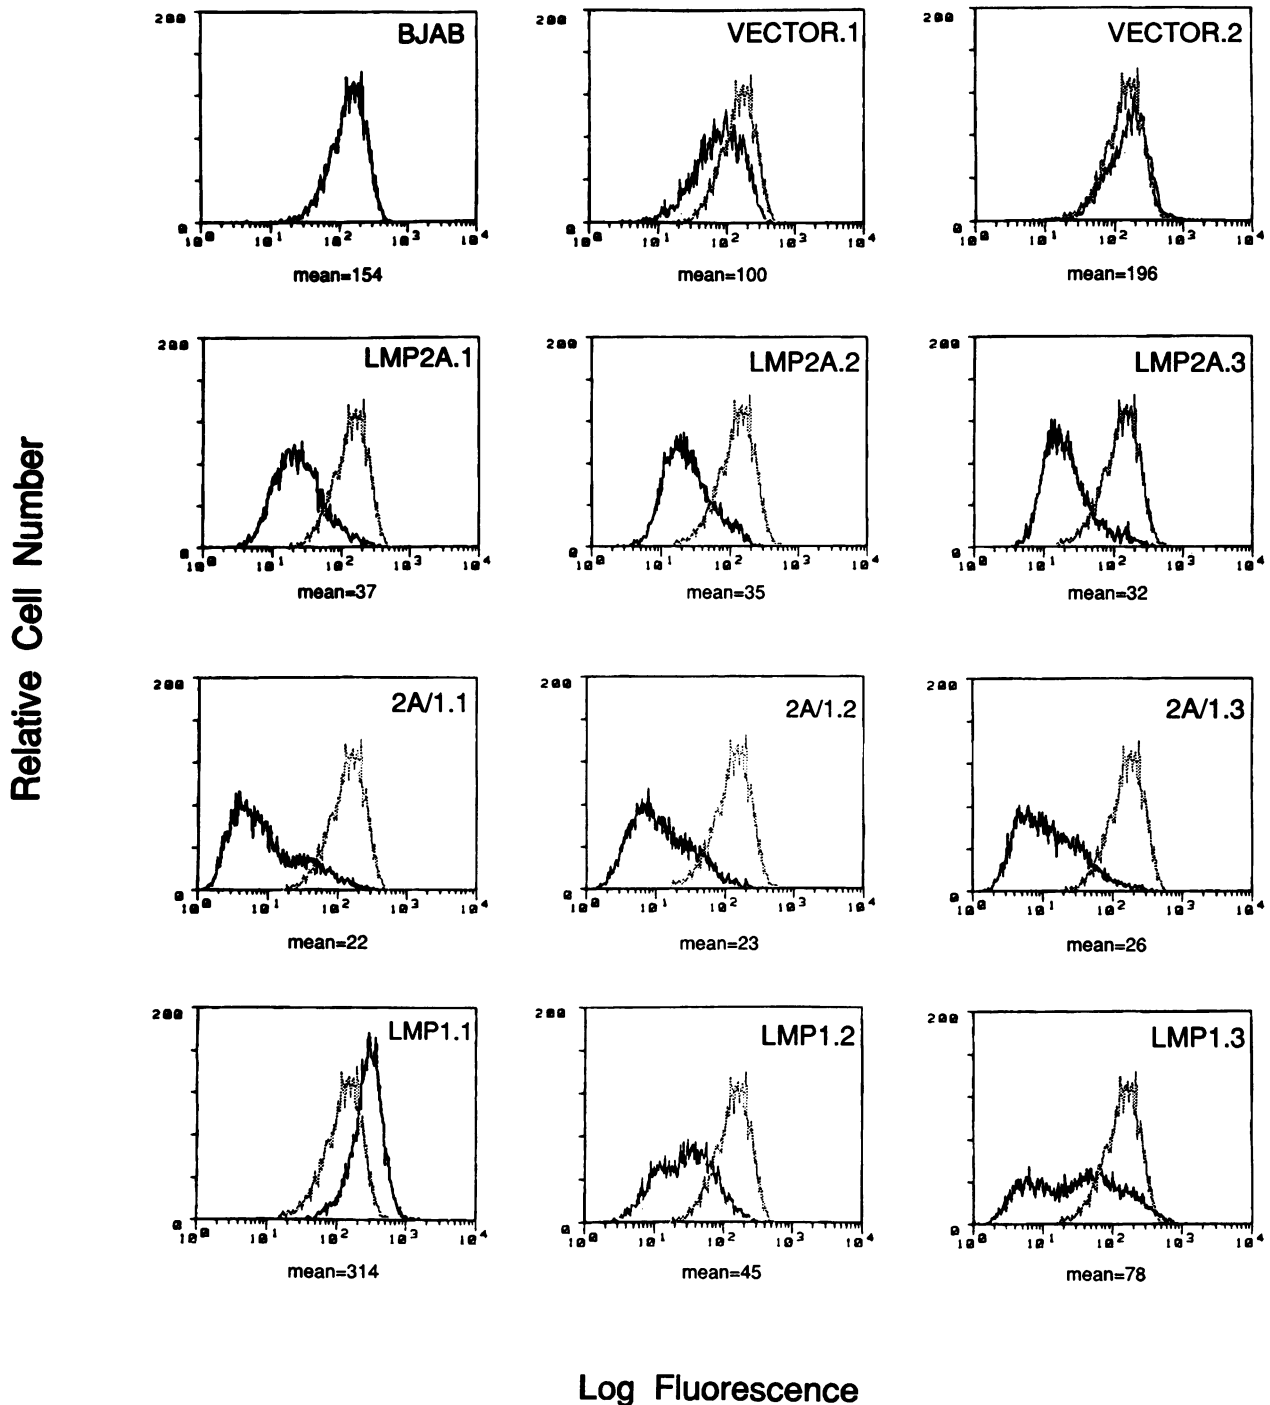 200
BJAB
0
10^0 10^1 10^2 10^3 10^4
mean=154
200
VECTOR.1
0
10^0 10^1 10^2 10^3 10^4
mean=100
200
VECTOR.2
0
10^0 10^1 10^2 10^3 10^4
mean=196
200
LMP2A.1
0
10^0 10^1 10^2 10^3 10^4
mean=37
200
LMP2A.2
0
10^0 10^1 10^2 10^3 10^4
mean=35
200
LMP2A.3
0
10^0 10^1 10^2 10^3 10^4
mean=32
Relative Cell Number
200
2A/1.1
0
10^0 10^1 10^2 10^3 10^4
mean=22
200
2A/1.2
0
10^0 10^1 10^2 10^3 10^4
mean=23
200
2A/1.3
0
10^0 10^1 10^2 10^3 10^4
mean=26
200
LMP1.1
0
10^0 10^1 10^2 10^3 10^4
mean=314
200
LMP1.2
0
10^0 10^1 10^2 10^3 10^4
mean=45
200
LMP1.3
0
10^0 10^1 10^2 10^3 10^4
mean=78
Log Fluorescence